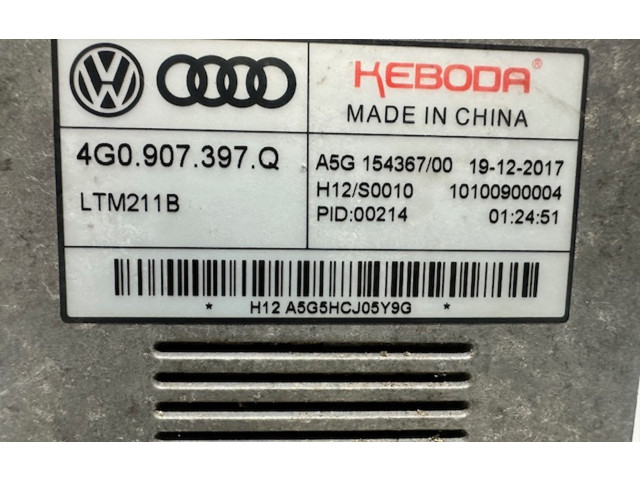 KEBODA®
MADE IN CHINA
4G0.907.397.Q
LTM211B
A5G 154367/00 19-12-2017
H12/S0010 10100900004
PID:00214 01:24:51
* H12 A5G5HCJ05Y9G *